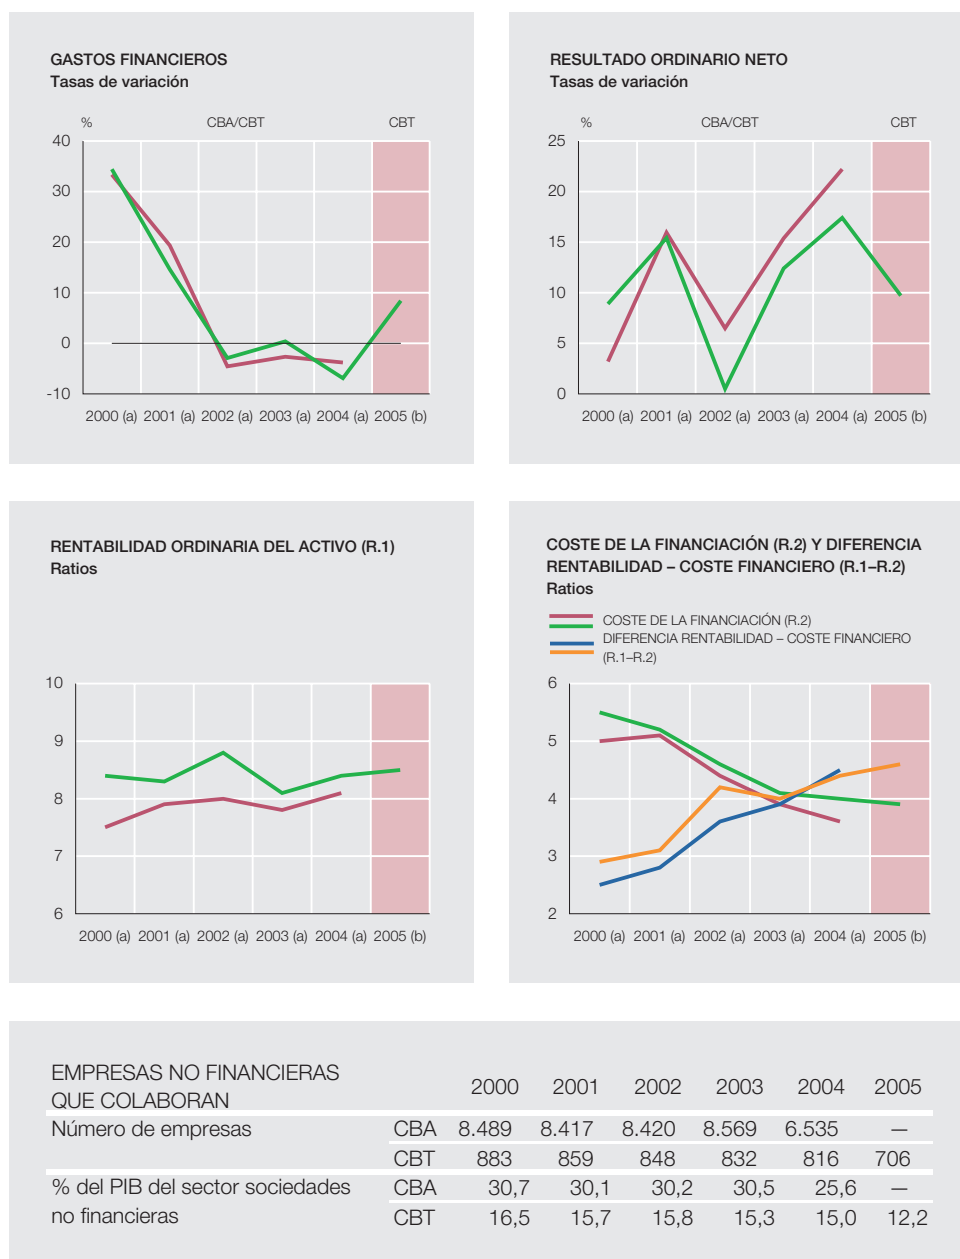 GASTOS FINANCIEROS
Tasas de variación
% CBA/CBT CBT
40
30
20
10
0
-10
2000 (a) 2001 (a) 2002 (a) 2003 (a) 2004 (a) 2005 (b)
RESULTADO ORDINARIO NETO
Tasas de variación
% CBA/CBT CBT
25
20
15
10
5
0
2000 (a) 2001 (a) 2002 (a) 2003 (a) 2004 (a) 2005 (b)
RENTABILIDAD ORDINARIA DEL ACTIVO (R.1)
Ratios
10
9
8
7
6
2000 (a) 2001 (a) 2002 (a) 2003 (a) 2004 (a) 2005 (b)
COSTE DE LA FINANCIACIÓN (R.2) Y DIFERENCIA
RENTABILIDAD – COSTE FINANCIERO (R.1–R.2)
Ratios
COSTE DE LA FINANCIACIÓN (R.2)
DIFERENCIA RENTABILIDAD – COSTE FINANCIERO
(R.1–R.2)
6
5
4
3
2
2000 (a) 2001 (a) 2002 (a) 2003 (a) 2004 (a) 2005 (b)
EMPRESAS NO FINANCIERAS
QUE COLABORAN 2000 2001 2002 2003 2004 2005
Número de empresas CBA 8.489 8.417 8.420 8.569 6.535 —
CBT 883 859 848 832 816 706
% del PIB del sector sociedades CBA 30,7 30,1 30,2 30,5 25,6 —
no financieras CBT 16,5 15,7 15,8 15,3 15,0 12,2